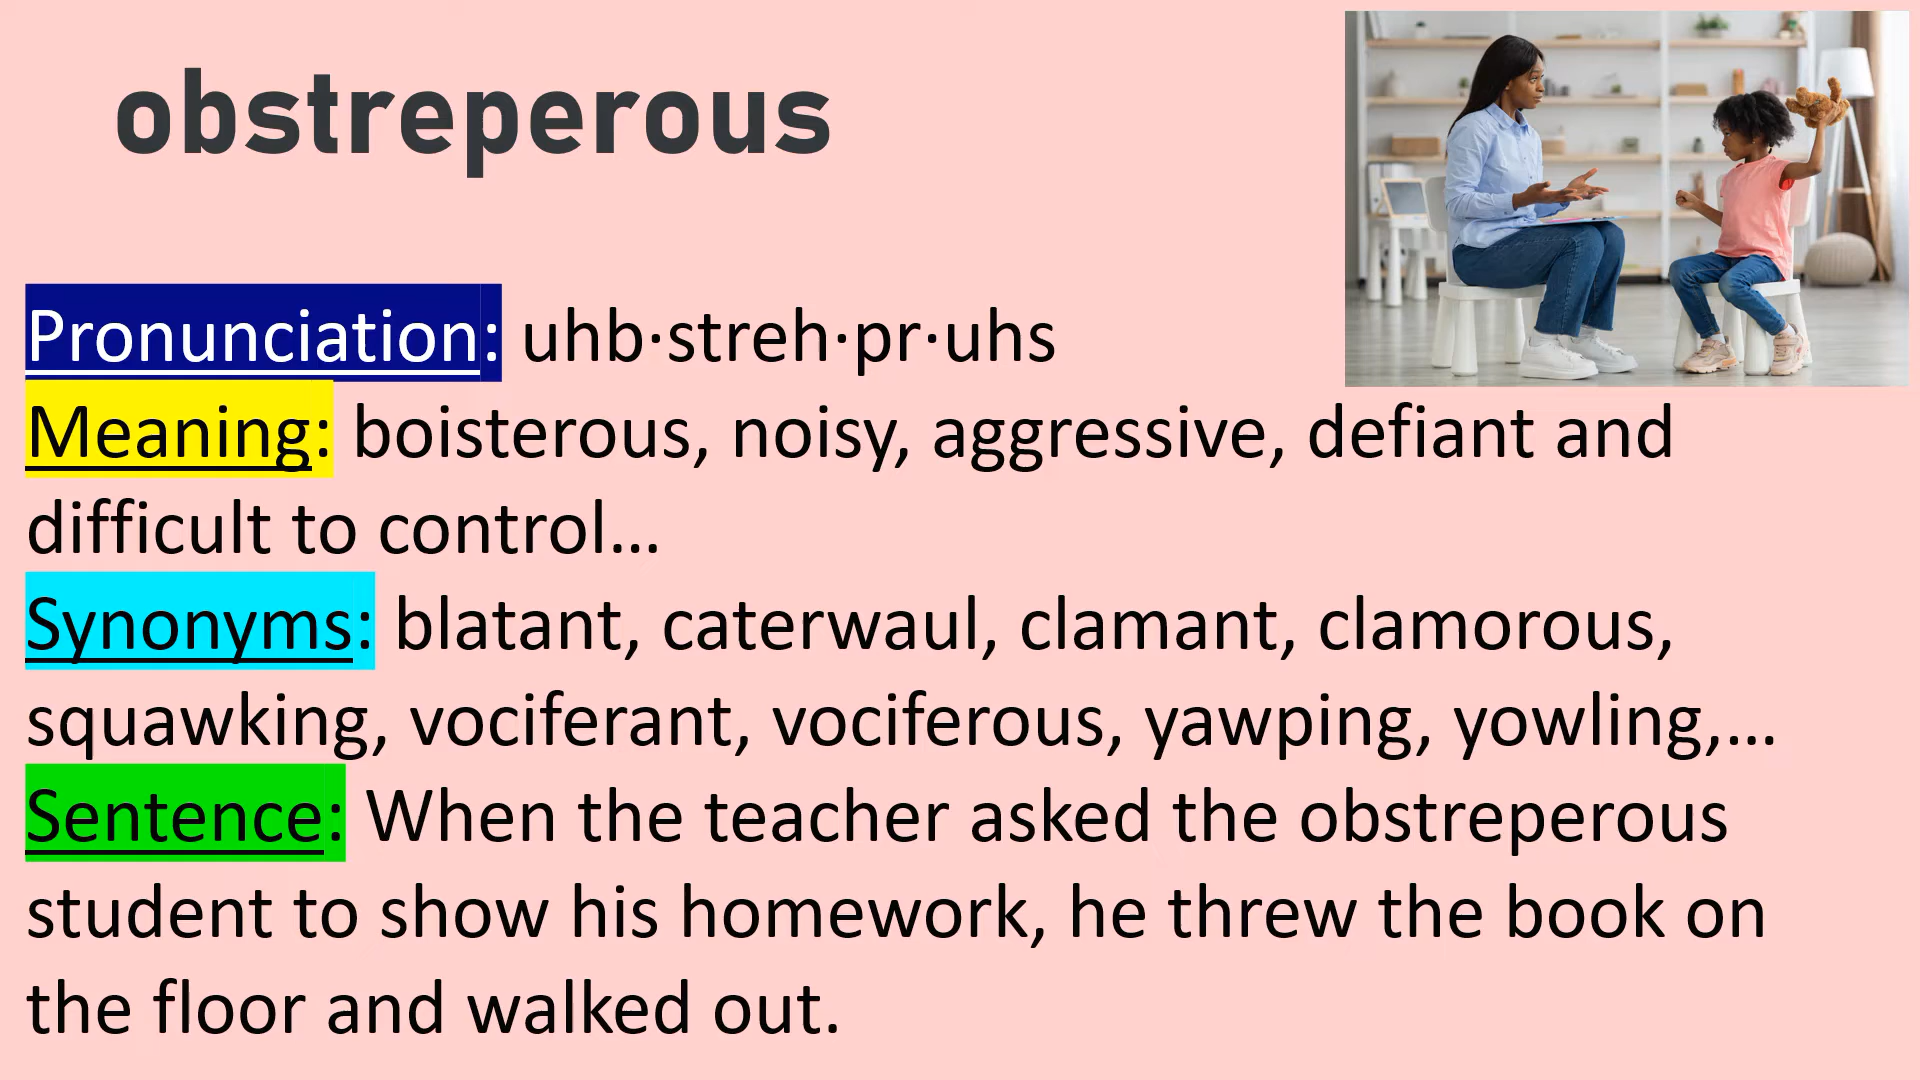 obstreperous
Pronunciation: uhb·streh·pr·uhs
Meaning: boisterous, noisy, aggressive, defiant and
difficult to control...
Synonyms: blatant, caterwaul, clamant, clamorous,
squawking, vociferant, vociferous, yawping, yowling,...
Sentence: When the teacher asked the obstreperous
student to show his homework, he threw the book on
the floor and walked out.